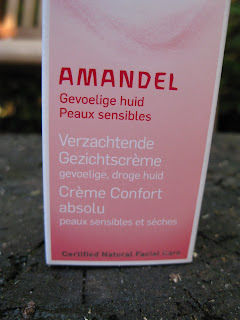 AMANDEL
Gevoelige huid
Peaux sensibles
Verzachtende
Gezichtscrème
gevoelige, droge huid
Crème Confort
absolu
peaux sensibles et sèches
Certified Natural Facial Care